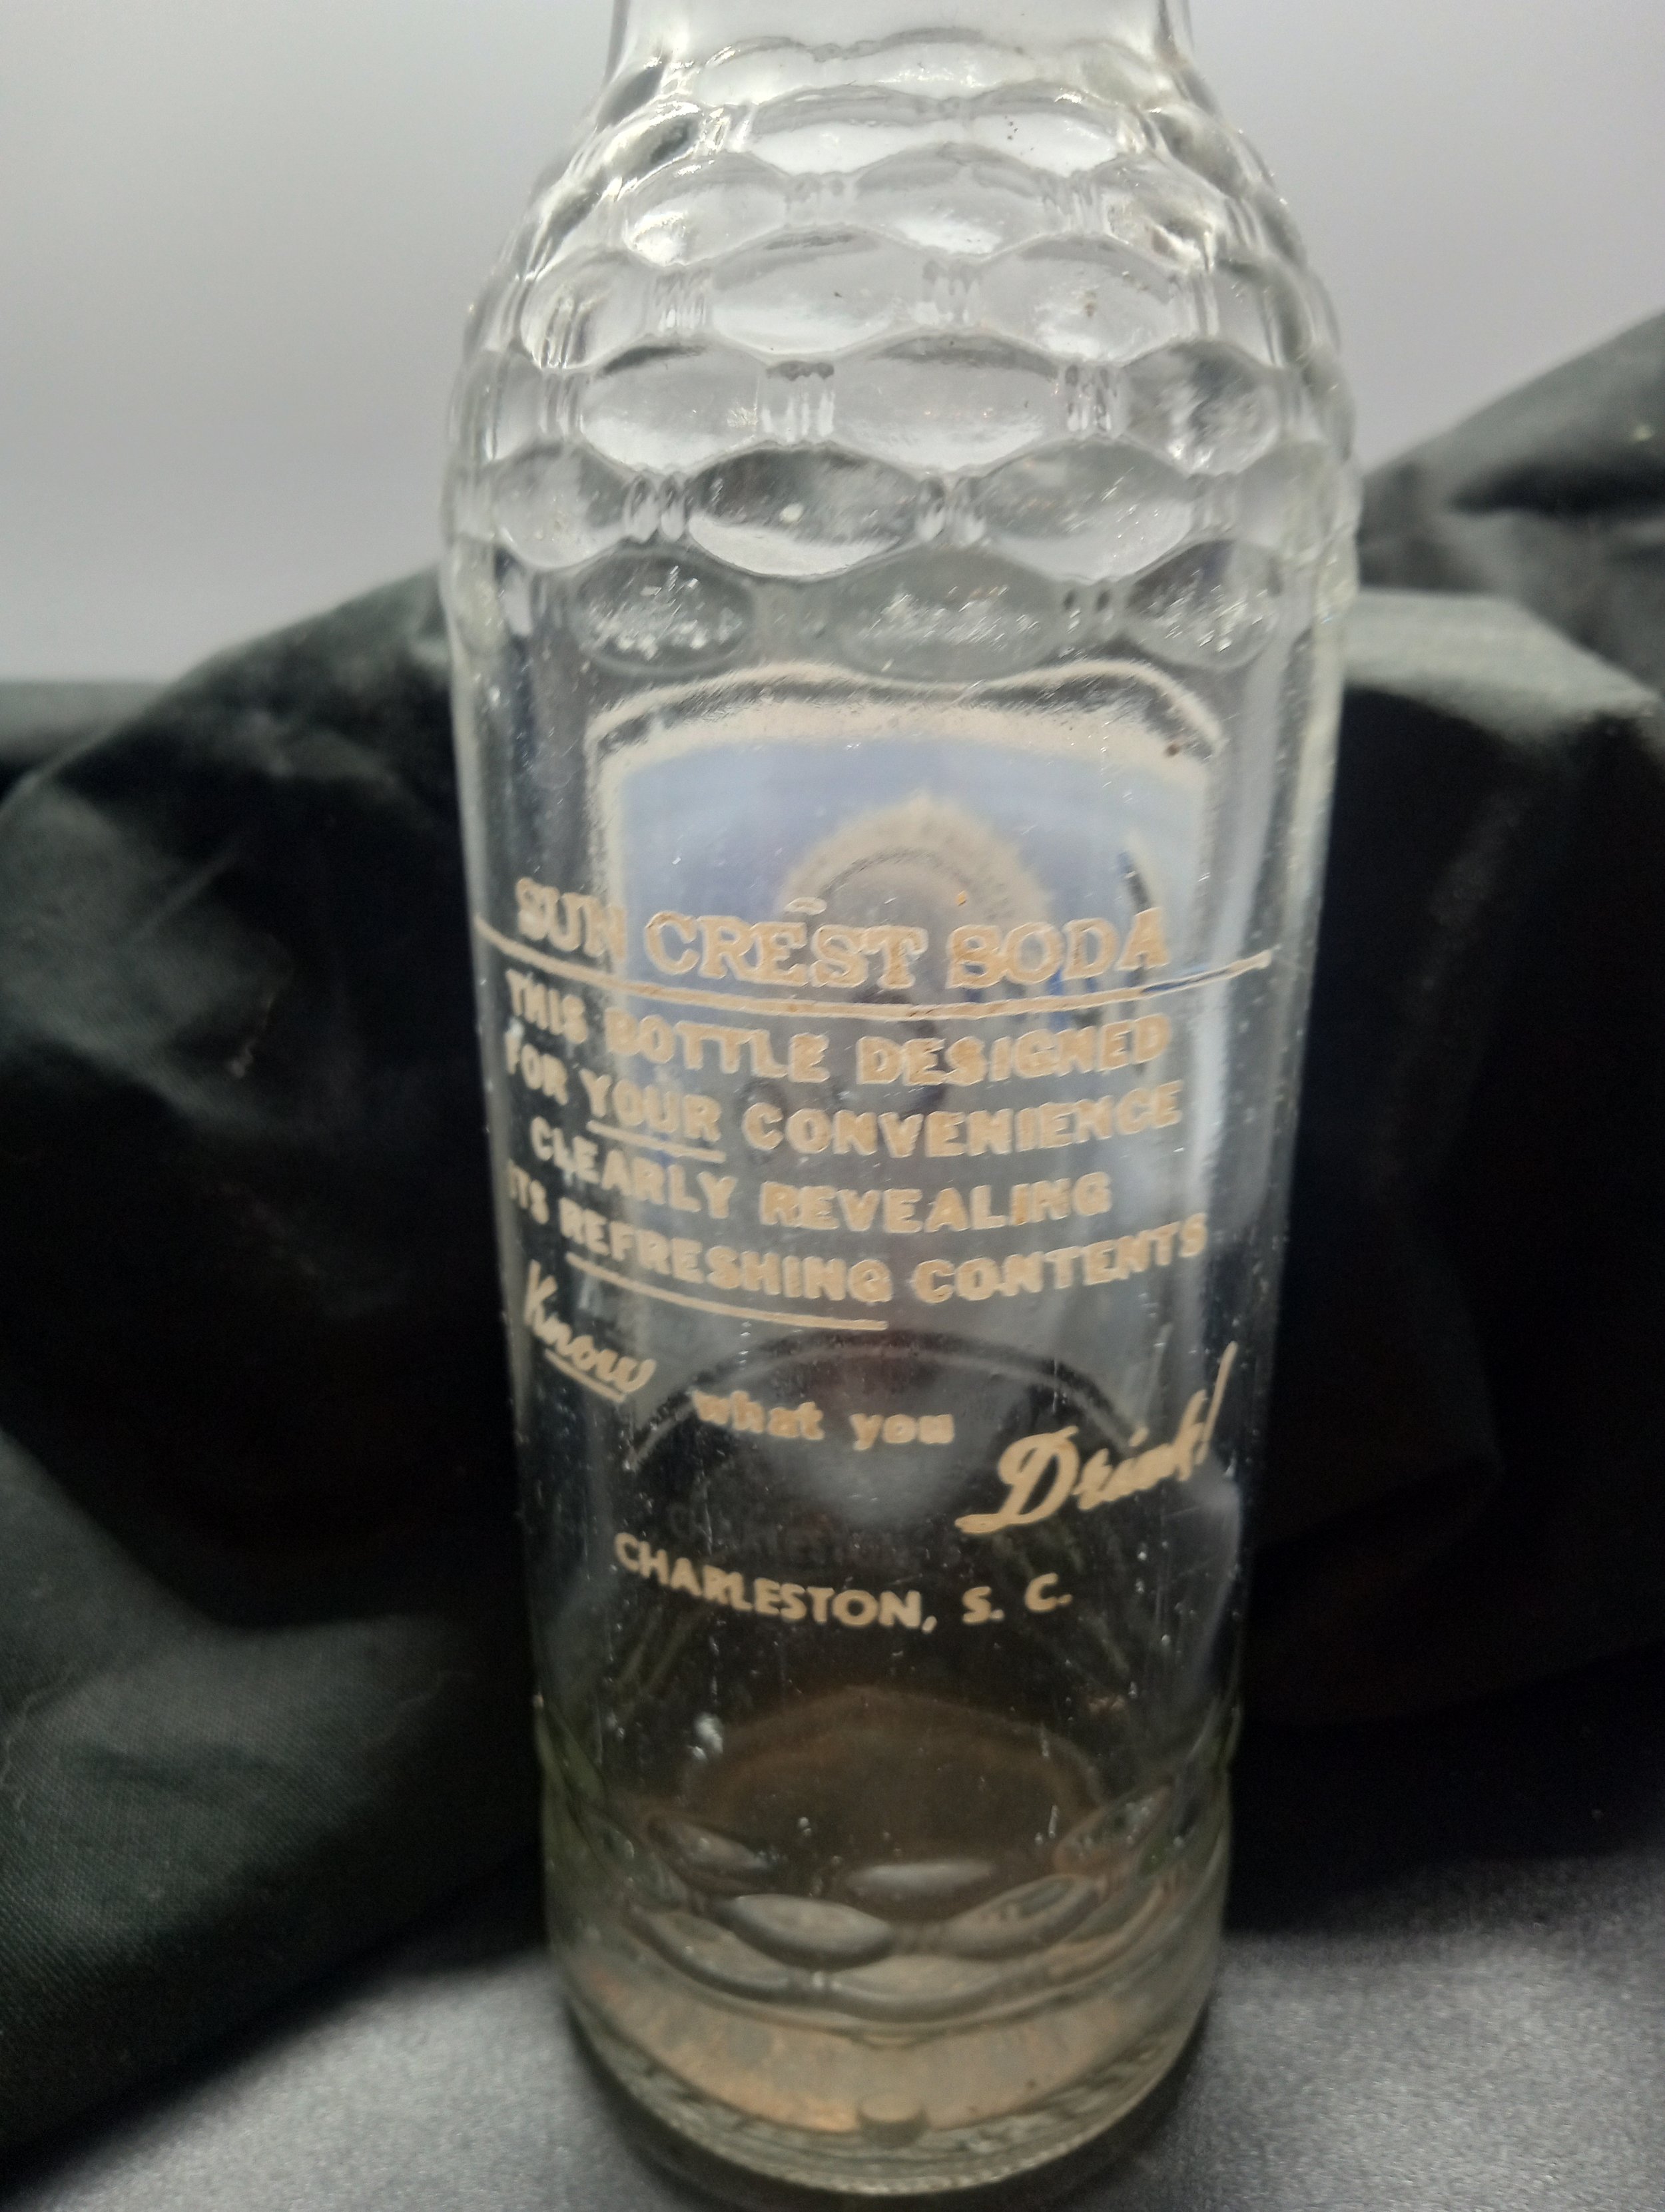 SUN CREST SODA
THIS BOTTLE DESIGNED
FOR YOUR CONVENIENCE
CLEARLY REVEALING
ITS REFRESHING CONTENTS
Know what you Drink!
CHARLESTON, S. C.